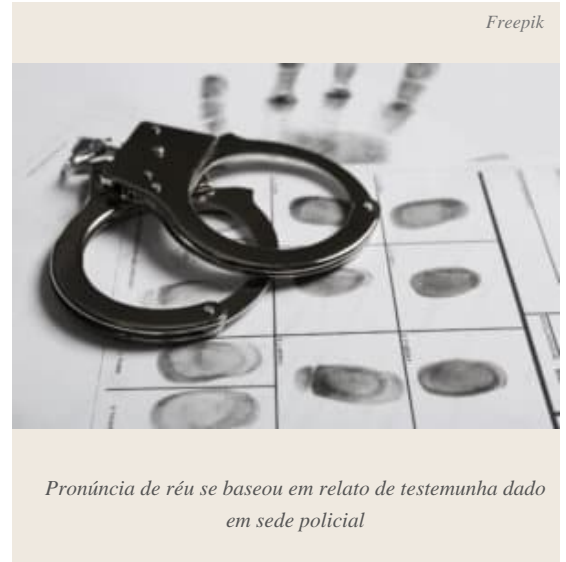 Freepik
Pronúncia de réu se baseou em relato de testemunha dado
em sede policial